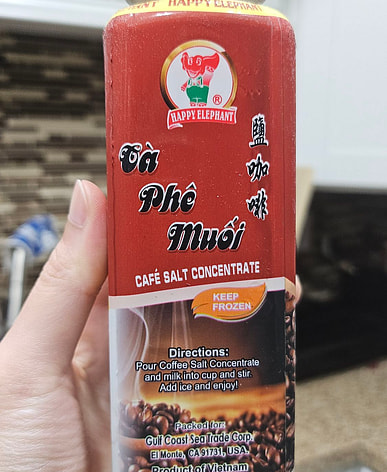 NT HAPPY ELEPHANT
®
HAPPY ELEPHANT
Cà
Phê
Muối
鹽咖啡
CAFÉ SALT CONCENTRATE
KEEP
FROZEN
Directions:
Pour Coffee Salt Concentrate
and milk into cup and stir.
Add ice and enjoy!
Packed for:
Gulf Coast Sea Trade Corp.
El Monte, CA 91731, USA.
Product of Vietnam